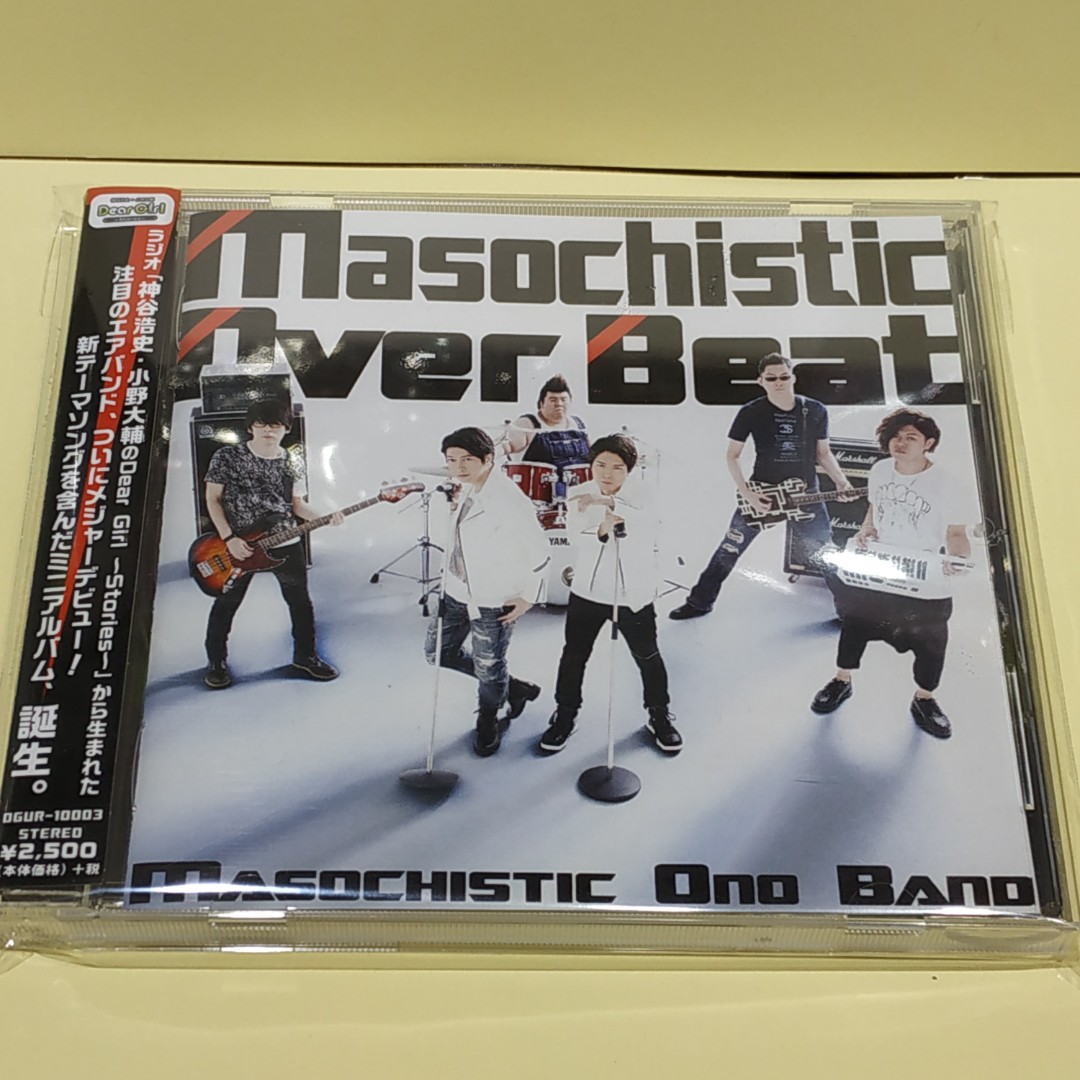 Dear Girl
ラジオ「神谷浩史・小野大輔のDear Girl 〜Stories〜」から生まれた
注目のエアバンド、ついにメジャーデビュー!
新テーマソングを含んだミニアルバム、誕生。
DGUR-10003
STEREO
¥2,500
(本体価格)+税
Masochistic
Over Beat
YAM
Marshall
Marshall
Masochistic Ono Band